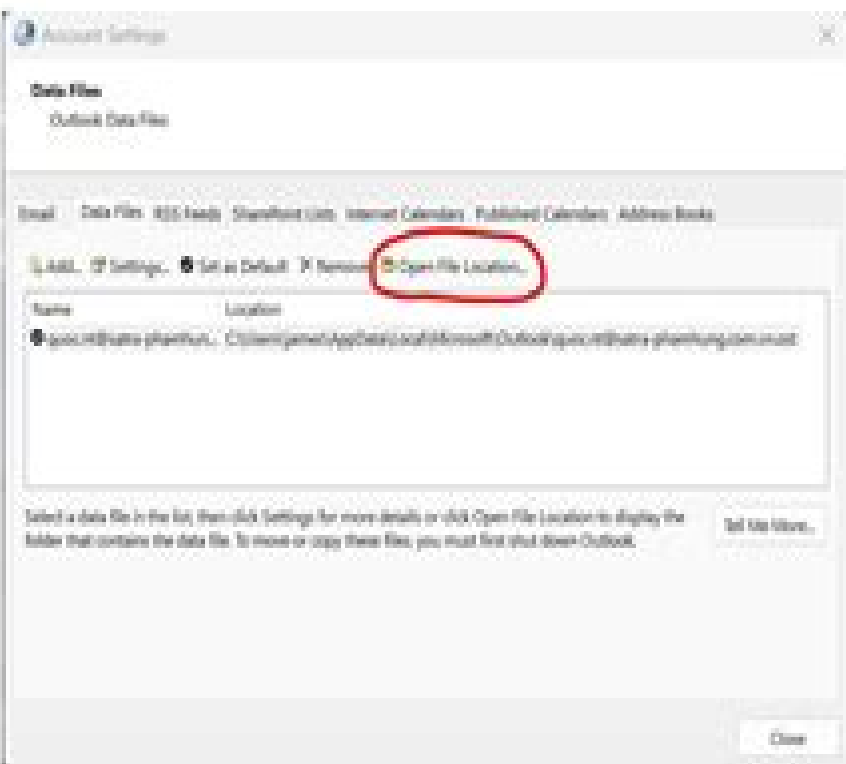 Account Settings
Data Files
Outlook Data Files
Email Data Files RSS Feeds SharePoint Lists Internet Calendars Published Calendars Address Books
Add... Settings... Set as Default Remove Open File Location...
Name Location
Select a data file in the list, then click Settings for more details or click Open File Location to display the
folder that contains the data file. To move or copy these files, you must first shut down Outlook.
Tell Me More...
Close